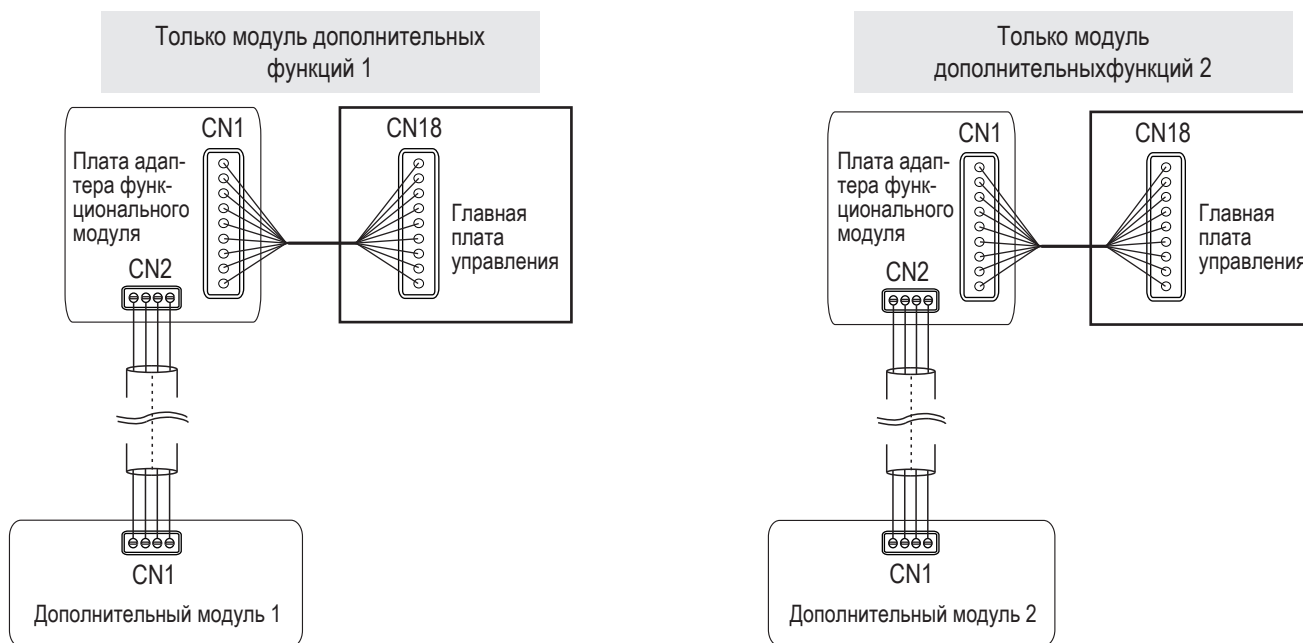 Только модуль дополнительных
функций 1
CN1
CN18
Плата адап-
тера функ-
ционального
модуля
Главная
плата
управления
CN2
CN1
Дополнительный модуль 1
Только модуль
дополнительныхфункций 2
CN1
CN18
Плата адап-
тера функ-
ционального
модуля
Главная
плата
управления
CN2
CN1
Дополнительный модуль 2